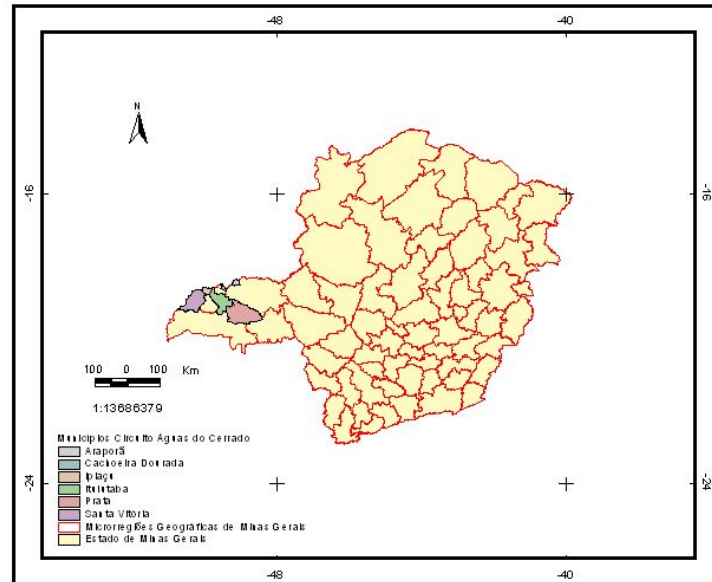 -48
-40
N
-16
-16
100 0 100 Km
1:13686379
Municípios Circuito Águas do Cerrado
Araporã
Cachoeira Dourada
Ipiaçu
Ituiutaba
Prata
Santa Vitória
Microrregiões Geográficas de Minas Gerais
Estado de Minas Gerais
-24
-24
-48
-40